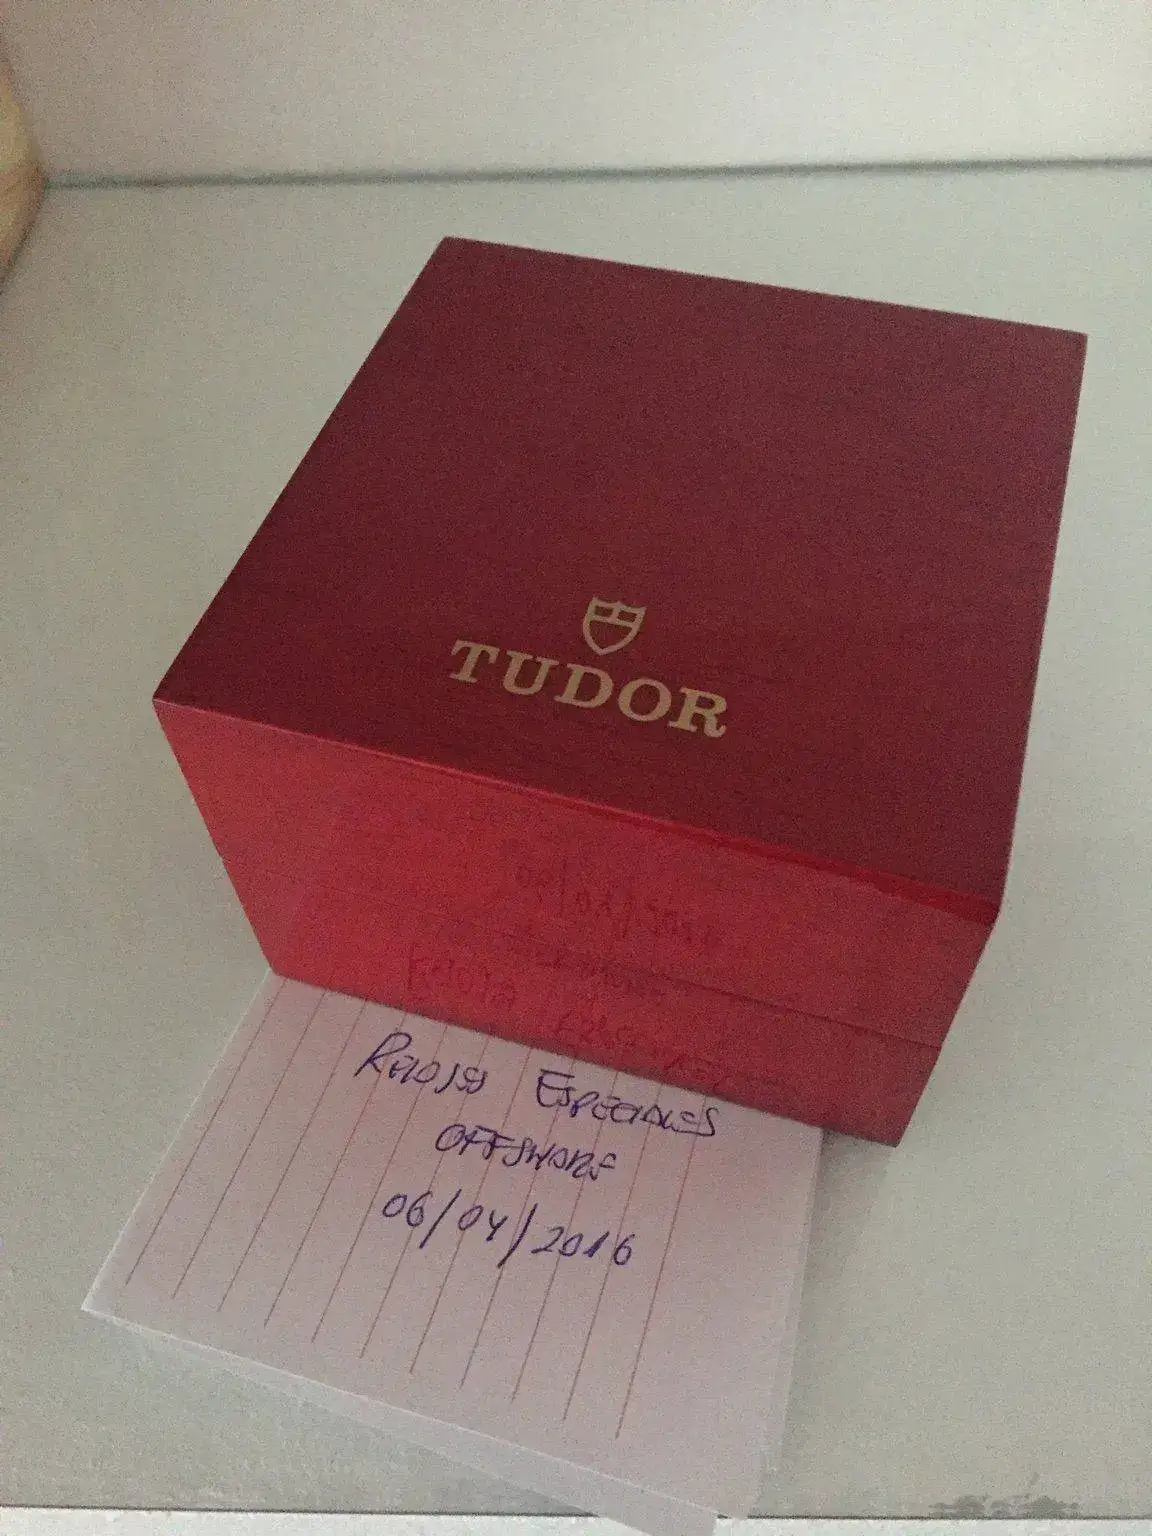 TUDOR
Relojes Especiales
OFFSHORE
06/04/2016